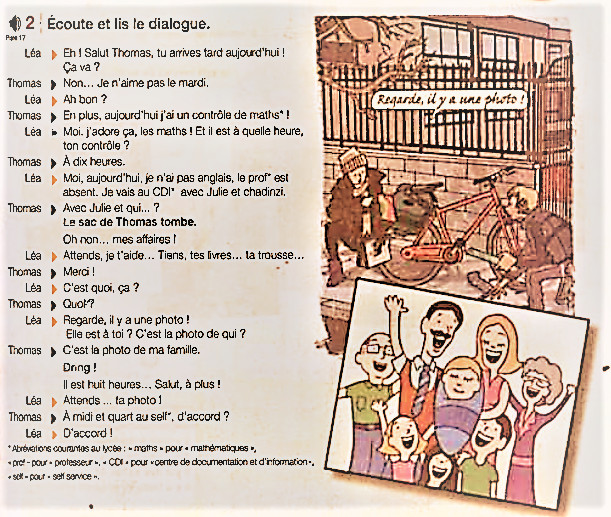 2 Écoute et lis le dialogue.
Piste 17
Léa Eh ! Salut Thomas, tu arrives tard aujourd'hui !
Ça va ?
Thomas Non... Je n'aime pas le mardi.
Léa Ah bon ?
Thomas En plus, aujourd'hui j'ai un contrôle de maths* !
Léa Moi, j'adore ça, les maths ! Et il est à quelle heure,
ton contrôle ?
Thomas À dix heures.
Léa Moi, aujourd'hui, je n'ai pas anglais, le prof* est
absent. Je vais au CDI* avec Julie et chadinzi.
Thomas Avec Julie et qui... ?
Le sac de Thomas tombe.
Oh non... mes affaires !
Léa Attends, je t'aide... Tiens, tes livres... ta trousse...
Thomas Merci !
Léa C'est quoi, ça ?
Thomas Quoi ?
Léa Regarde, il y a une photo !
Elle est à toi ? C'est la photo de qui ?
Thomas C'est la photo de ma famille.
Dring !
Il est huit heures... Salut, à plus !
Léa Attends ... ta photo !
Thomas À midi et quart au self*, d'accord ?
Léa D'accord !
* Abréviations courantes au lycée : « maths » pour « mathématiques »,
« prof » pour « professeur », « CDI » pour « centre de documentation et d'information »,
« self » pour « self service ».
Regarde, il y a une photo !